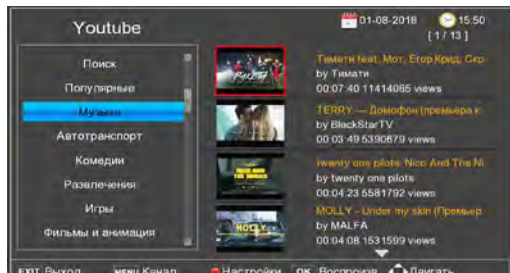 Youtube
01-08-2018 15:50
[ 1 / 13 ]
Поиск
Популярные
Музыка
Автотранспорт
Комедии
Развлечения
Игры
Фильмы и анимация
Тимати feat. Мот, Егор Крид, Скр
by Тимати
00:07:40 11414085 views
TERRY — Домофон (премьера к
by BlackStarTV
00:03:49 5390679 views
twenty one pilots: Nico And The Ni
by twenty one pilots
00:04:23 5581792 views
MOLLY - Under my skin (Премьер
by MALFA
00:04:08 1531599 views
MOLLY
EXIT Выход MENU Канал Настройки OK Воспроизв. Двигать